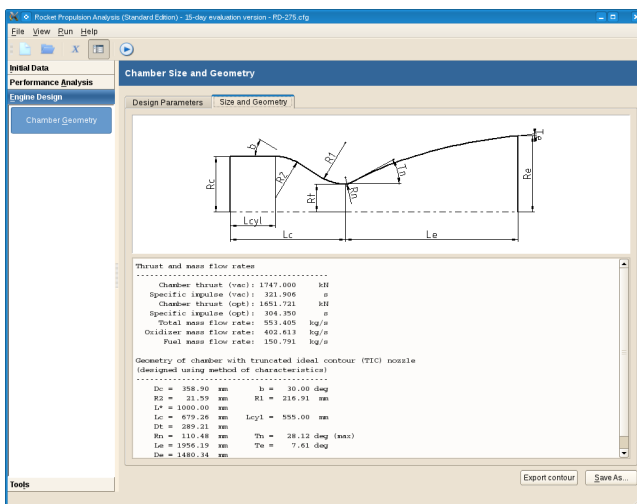 Rocket Propulsion Analysis (Standard Edition) - 15-day evaluation version - RD-275.cfg
File View Run Help
Initial Data
Performance Analysis
Engine Design
Chamber Geometry
Tools
Chamber Size and Geometry
Design Parameters Size and Geometry
b
R1
R2
Rc
Rt
Rn
Tn
Te
Re
Lcyl
Lc
Le
Thrust and mass flow rates
-----------------------------------------
Chamber thrust (vac): 1747.000 kN
Specific impulse (vac): 321.906 s
Chamber thrust (opt): 1651.721 kN
Specific impulse (opt): 304.350 s
Total mass flow rate: 553.405 kg/s
Oxidizer mass flow rate: 402.613 kg/s
Fuel mass flow rate: 150.791 kg/s
Geometry of chamber with truncated ideal contour (TIC) nozzle
(designed using method of characteristics)
-----------------------------------------
Dc = 358.90 mm b = 30.00 deg
R2 = 21.59 mm R1 = 216.91 mm
L* = 1000.00 mm
Lc = 679.26 mm Lcyl = 555.00 mm
Dt = 289.21 mm
Rn = 110.48 mm Tn = 28.12 deg (max)
Le = 1956.19 mm Te = 7.61 deg
De = 1480.34 mm
Export contour Save As...